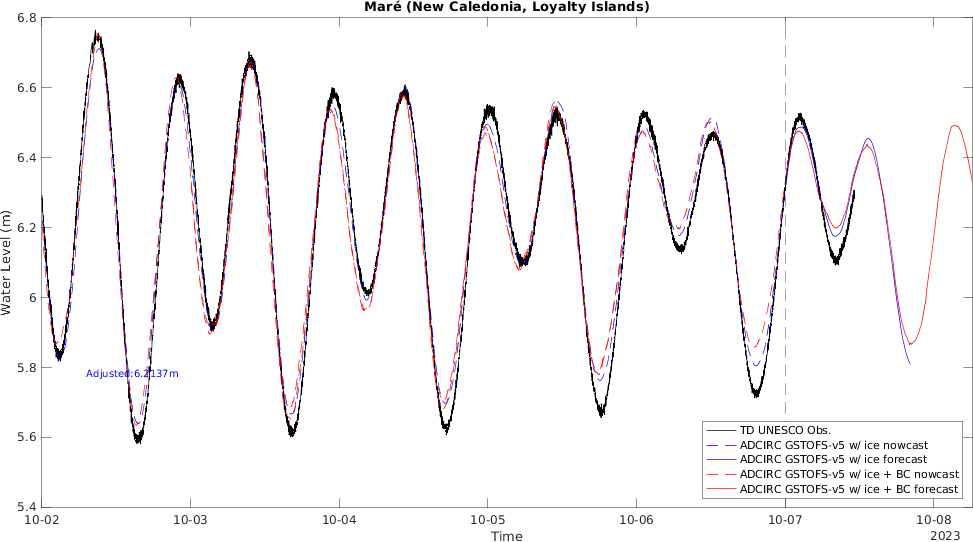 Maré (New Caledonia, Loyalty Islands)
6.8
6.6
6.4
6.2
6
5.8
5.6
5.4
Water Level (m)
Adjusted:6.2137m
TD UNESCO Obs.
ADCIRC GSTOFS-v5 w/ ice nowcast
ADCIRC GSTOFS-v5 w/ ice forecast
ADCIRC GSTOFS-v5 w/ ice + BC nowcast
ADCIRC GSTOFS-v5 w/ ice + BC forecast
10-02
10-03
10-04
10-05
10-06
10-07
10-08
2023
Time